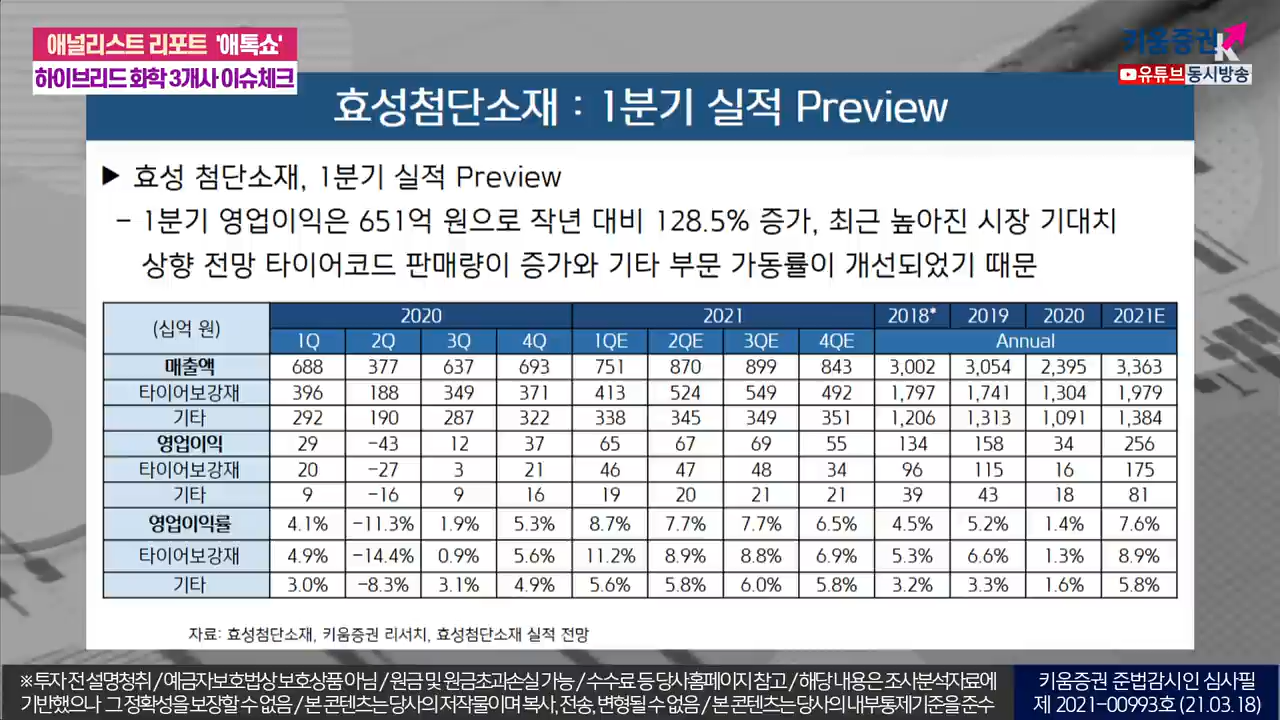 애널리스트 리포트 '애톡쇼'
하이브리드 화학 3개사 이슈체크
키움증권
유튜브동시방송
효성첨단소재 : 1분기 실적 Preview
▶ 효성 첨단소재, 1분기 실적 Preview
- 1분기 영업이익은 651억 원으로 작년 대비 128.5% 증가, 최근 높아진 시장 기대치
상향 전망 타이어코드 판매량이 증가와 기타 부문 가동률이 개선되었기 때문
(십억 원) 2020 2021 2018* 2019 2020 2021E
1Q 2Q 3Q 4Q 1QE 2QE 3QE 4QE Annual
매출액 688 377 637 693 751 870 899 843 3,002 3,054 2,395 3,363
타이어보강재 396 188 349 371 413 524 549 492 1,797 1,741 1,304 1,979
기타 292 190 287 322 338 345 349 351 1,206 1,313 1,091 1,384
영업이익 29 -43 12 37 65 67 69 55 134 158 34 256
타이어보강재 20 -27 3 21 46 47 48 34 96 115 16 175
기타 9 -16 9 16 19 20 21 21 39 43 18 81
영업이익률 4.1% -11.3% 1.9% 5.3% 8.7% 7.7% 7.7% 6.5% 4.5% 5.2% 1.4% 7.6%
타이어보강재 4.9% -14.4% 0.9% 5.6% 11.2% 8.9% 8.8% 6.9% 5.3% 6.6% 1.3% 8.9%
기타 3.0% -8.3% 3.1% 4.9% 5.6% 5.8% 6.0% 5.8% 3.2% 3.3% 1.6% 5.8%
자료: 효성첨단소재, 키움증권 리서치, 효성첨단소재 실적 전망
※ 투자 전 설명청취 / 예금자보호법상 보호상품 아님 / 원금 및 원금초과손실 가능 / 수수료 등 당사홈페이지 참고 / 해당 내용은 조사분석자료에
기반했으나 그 정확성을 보장할 수 없음 / 본 콘텐츠는 당사의 저작물이며 복사, 전송, 변형될 수 없음 / 본 콘텐츠는 당사의 내부통제기준을 준수
키움증권 준법감시인 심사필
제 2021-00993호 (21.03.18)